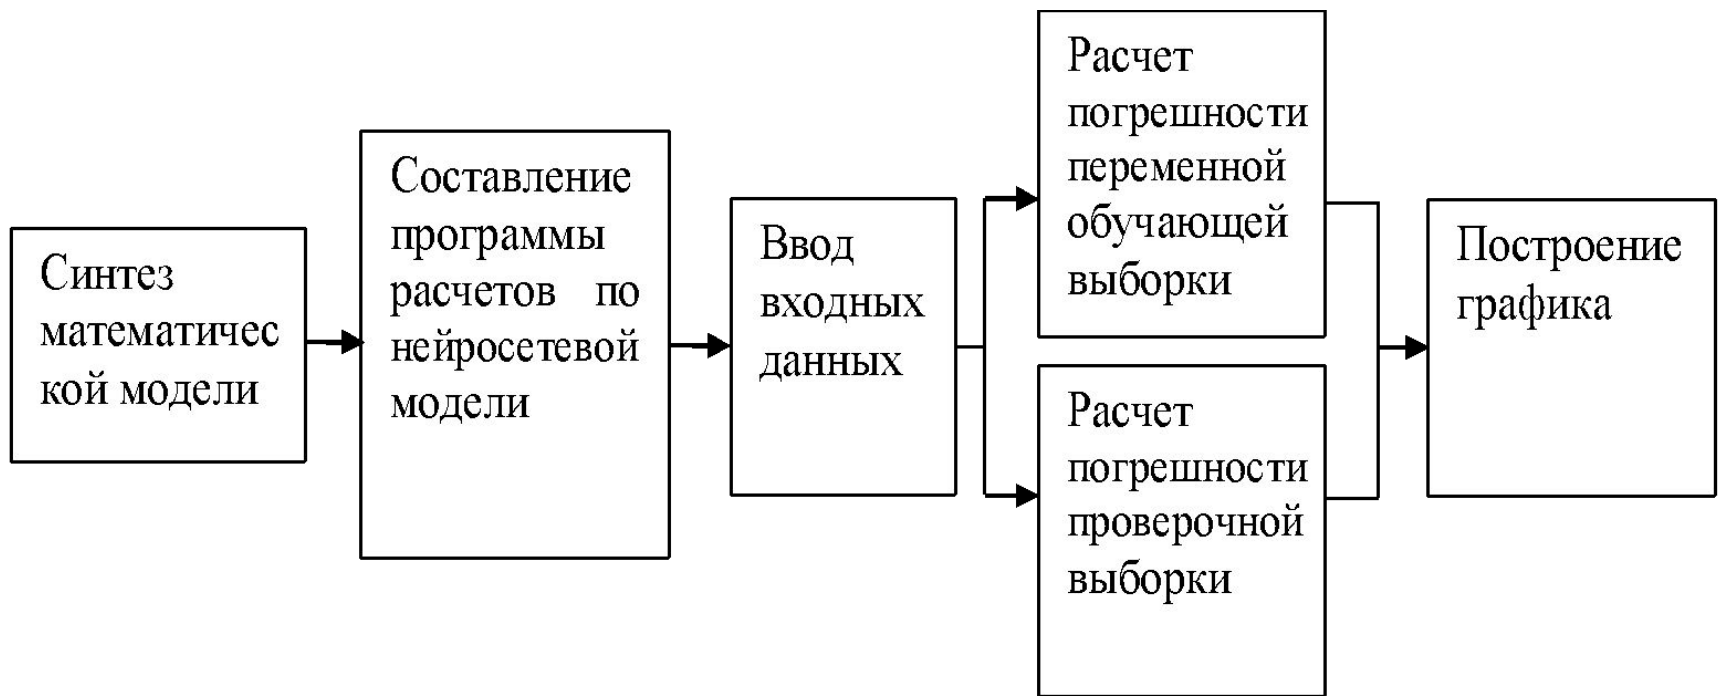 Синтез
математичес
кой модели
Составление
программы
расчетов по
нейросетевой
модели
Ввод
входных
данных
Расчет
погрешности
переменной
обучающей
выборки
Расчет
погрешности
проверочной
выборки
Построение
графика